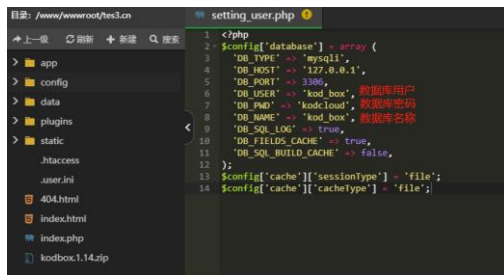 目录: /www/wwwroot/tes3.cn
上一级 刷新 新建 搜索
app
config
data
plugins
static
.htaccess
.user.ini
404.html
index.html
index.php
kodbox.1.14.zip
setting_user.php
1 <?php
2 $config['database'] = array (
3 'DB_TYPE' => 'mysqli',
4 'DB_HOST' => '127.0.0.1',
5 'DB_PORT' => 3306,
6 'DB_USER' => 'kod_box', 数据库用户
7 'DB_PWD' => 'kodcloud', 数据库密码
8 'DB_NAME' => 'kod_box', 数据库名称
9 'DB_SQL_LOG' => true,
10 'DB_FIELDS_CACHE' => true,
11 'DB_SQL_BUILD_CACHE' => false,
12 );
13 $config['cache']['sessionType'] = 'file';
14 $config['cache']['cacheType'] = 'file';